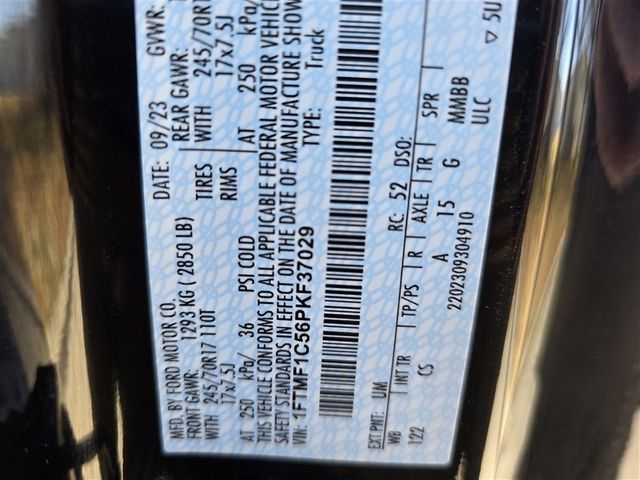 MFD. BY FORD MOTOR CO. DATE: 09/23 GVWR:
FRONT GAWR: 1293 KG ( 2850 LB) REAR GAWR:
WITH 245/70R17 110T TIRES WITH 245/70R
17x7.5J RIMS 17x7.5J
AT 250 kPa/ 36 PSI COLD AT 250 kPa
THIS VEHICLE CONFORMS TO ALL APPLICABLE FEDERAL MOTOR VEHIC
SAFETY STANDARDS IN EFFECT ON THE DATE OF MANUFACTURE SHOW
VIN: 1FTMF1C56PKF37029 TYPE: Truck
EXT PNT: UM RC: 52 DSO:
WB INT TR TP/PS R AXLE TR SPR
122 CS A 15 G MMBB
2202309304910 ULC
5U